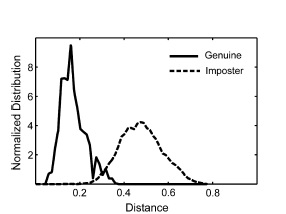 Normalized Distribution
8
6
4
2
Genuine
Imposter
0.2 0.4 0.6 0.8
Distance